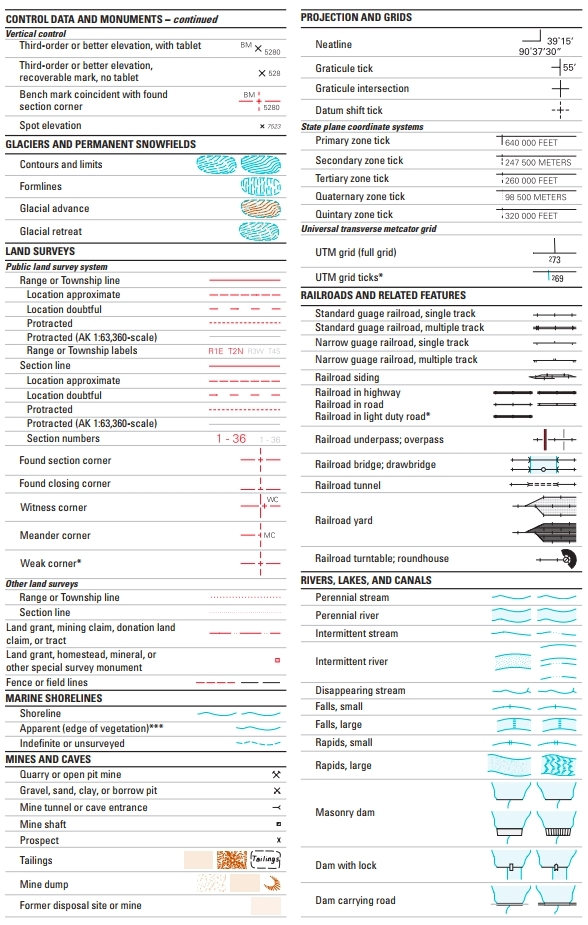 CONTROL DATA AND MONUMENTS – continued
Vertical control
Third-order or better elevation, with tablet
BM 5280
Third-order or better elevation,
recoverable mark, no tablet
528
Bench mark coincident with found
section corner
BM
5280
Spot elevation
7523
GLACIERS AND PERMANENT SNOWFIELDS
Contours and limits
Formlines
Glacial advance
Glacial retreat
LAND SURVEYS
Public land survey system
Range or Township line
Location approximate
Location doubtful
Protracted
Protracted (AK 1:63,360-scale)
Range or Township labels
R1E T2N R3W T4S
Section line
Location approximate
Location doubtful
Protracted
Protracted (AK 1:63,360-scale)
Section numbers
1 - 36 1 - 36
Found section corner
Found closing corner
Witness corner
WC
Meander corner
MC
Weak corner*
Other land surveys
Range or Township line
Section line
Land grant, mining claim, donation land
claim, or tract
Land grant, homestead, mineral, or
other special survey monument
Fence or field lines
MARINE SHORELINES
Shoreline
Apparent (edge of vegetation)***
Indefinite or unsurveyed
MINES AND CAVES
Quarry or open pit mine
Gravel, sand, clay, or borrow pit
Mine tunnel or cave entrance
Mine shaft
Prospect
Tailings
Tailings
Mine dump
Former disposal site or mine
PROJECTION AND GRIDS
Neatline
39°15'
90°37'30"
Graticule tick
55'
Graticule intersection
Datum shift tick
State plane coordinate systems
Primary zone tick
640 000 FEET
Secondary zone tick
247 500 METERS
Tertiary zone tick
260 000 FEET
Quaternary zone tick
98 500 METERS
Quintary zone tick
320 000 FEET
Universal transverse metcator grid
UTM grid (full grid)
273
UTM grid ticks*
269
RAILROADS AND RELATED FEATURES
Standard guage railroad, single track
Standard guage railroad, multiple track
Narrow guage railroad, single track
Narrow guage railroad, multiple track
Railroad siding
Railroad in highway
Railroad in road
Railroad in light duty road*
Railroad underpass; overpass
Railroad bridge; drawbridge
Railroad tunnel
Railroad yard
Railroad turntable; roundhouse
RIVERS, LAKES, AND CANALS
Perennial stream
Perennial river
Intermittent stream
Intermittent river
Disappearing stream
Falls, small
Falls, large
Rapids, small
Rapids, large
Masonry dam
Dam with lock
Dam carrying road